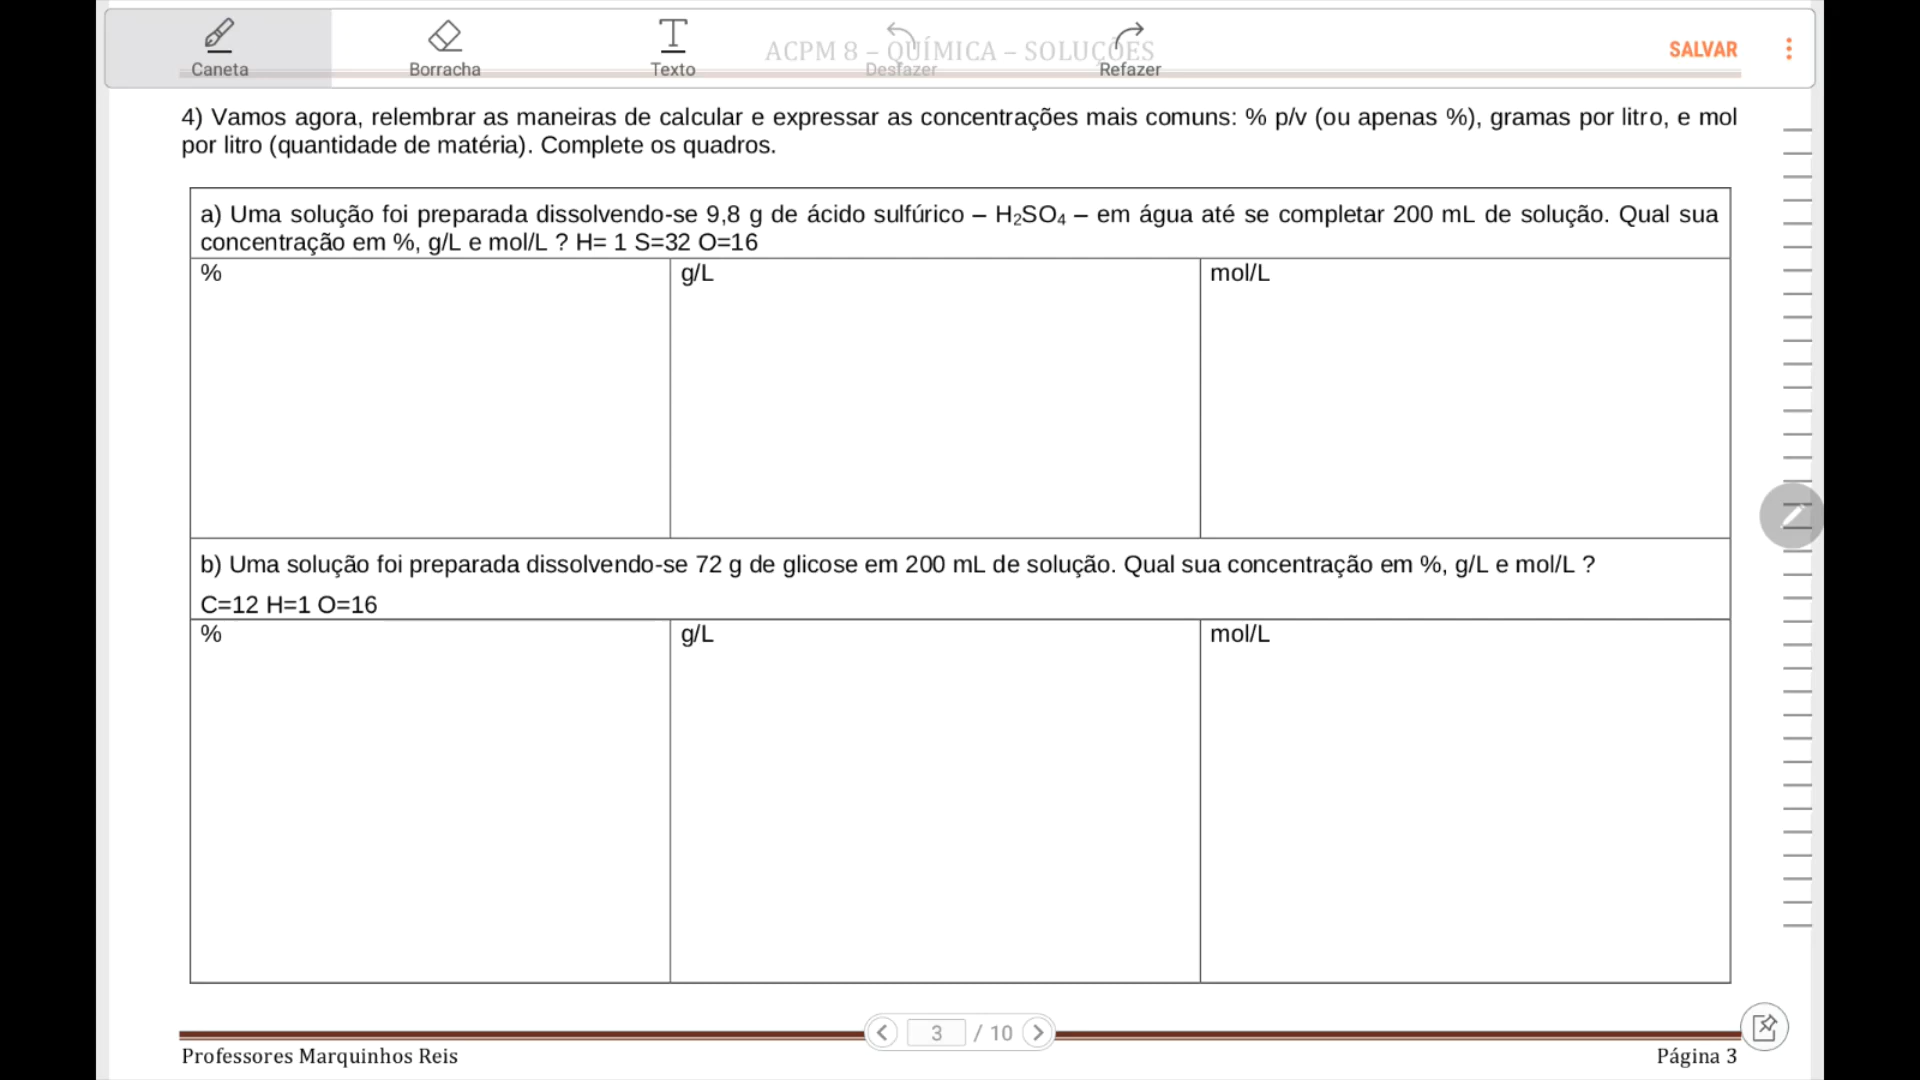 ACPM 8 – QUÍMICA – SOLUÇÕES
Caneta
Borracha
Texto
Desfazer
Refazer
SALVAR
4) Vamos agora, relembrar as maneiras de calcular e expressar as concentrações mais comuns: % p/v (ou apenas %), gramas por litro, e mol
por litro (quantidade de matéria). Complete os quadros.
a) Uma solução foi preparada dissolvendo-se 9,8 g de ácido sulfúrico – H₂SO₄ – em água até se completar 200 mL de solução. Qual sua
concentração em %, g/L e mol/L ? H= 1 S=32 O=16
%
g/L
mol/L
b) Uma solução foi preparada dissolvendo-se 72 g de glicose em 200 mL de solução. Qual sua concentração em %, g/L e mol/L ?
C=12 H=1 O=16
%
g/L
mol/L
3 / 10
Professores Marquinhos Reis
Página 3